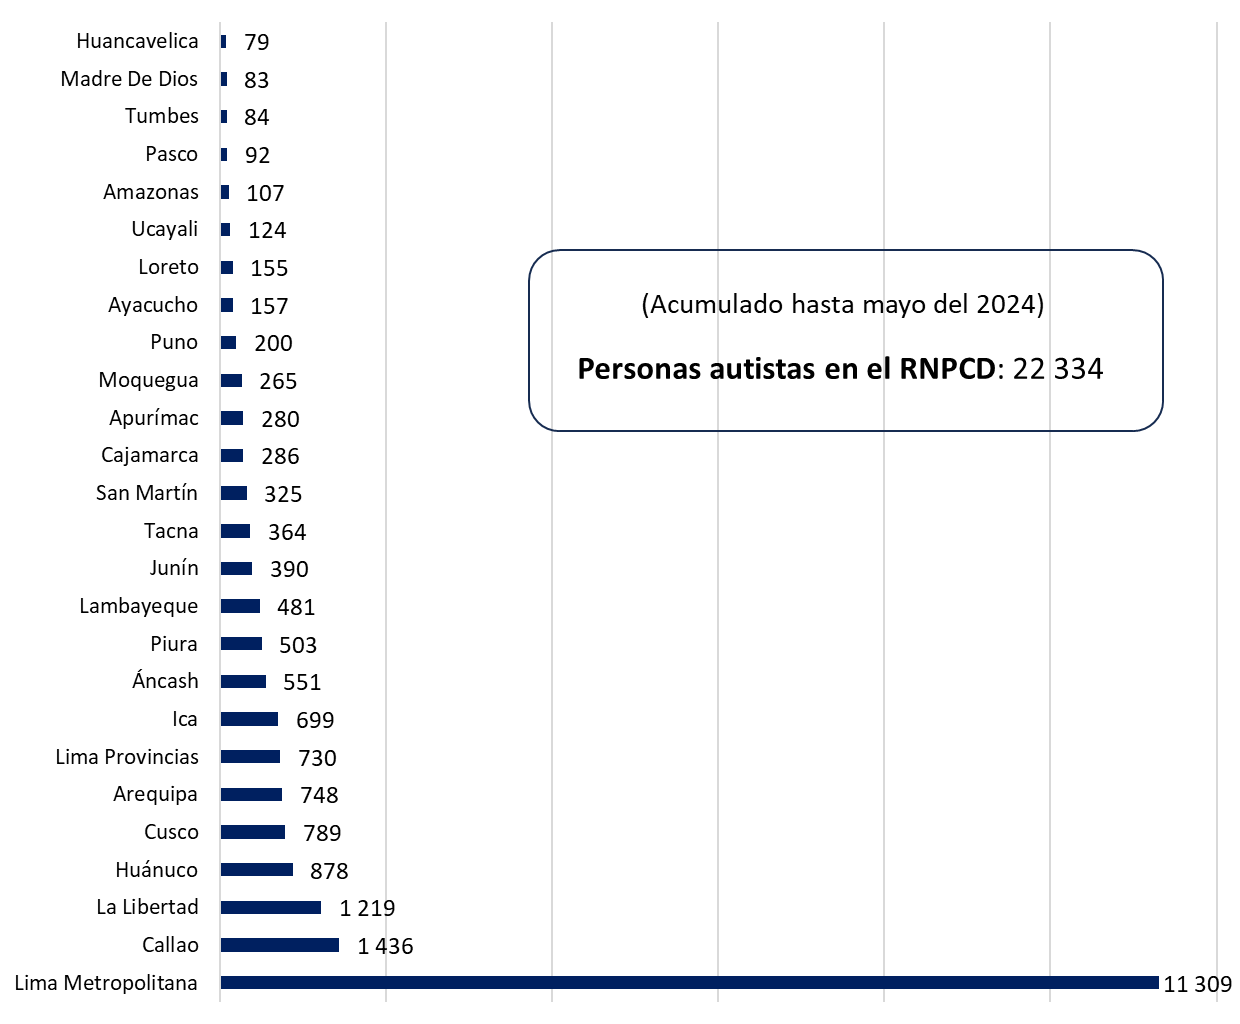 Huancavelica 79
Madre De Dios 83
Tumbes 84
Pasco 92
Amazonas 107
Ucayali 124
Loreto 155
Ayacucho 157
Puno 200
Moquegua 265
Apurímac 280
Cajamarca 286
San Martín 325
Tacna 364
Junín 390
Lambayeque 481
Piura 503
Áncash 551
Ica 699
Lima Provincias 730
Arequipa 748
Cusco 789
Huánuco 878
La Libertad 1 219
Callao 1 436
Lima Metropolitana 11 309
(Acumulado hasta mayo del 2024)
Personas autistas en el RNPCD: 22 334